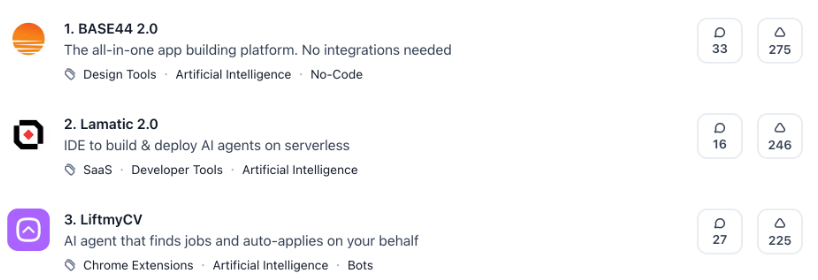 1. BASE44 2.0
The all-in-one app building platform. No integrations needed
Design Tools · Artificial Intelligence · No-Code
33
275
2. Lamatic 2.0
IDE to build & deploy AI agents on serverless
SaaS · Developer Tools · Artificial Intelligence
16
246
3. LiftmyCV
AI agent that finds jobs and auto-applies on your behalf
Chrome Extensions · Artificial Intelligence · Bots
27
225